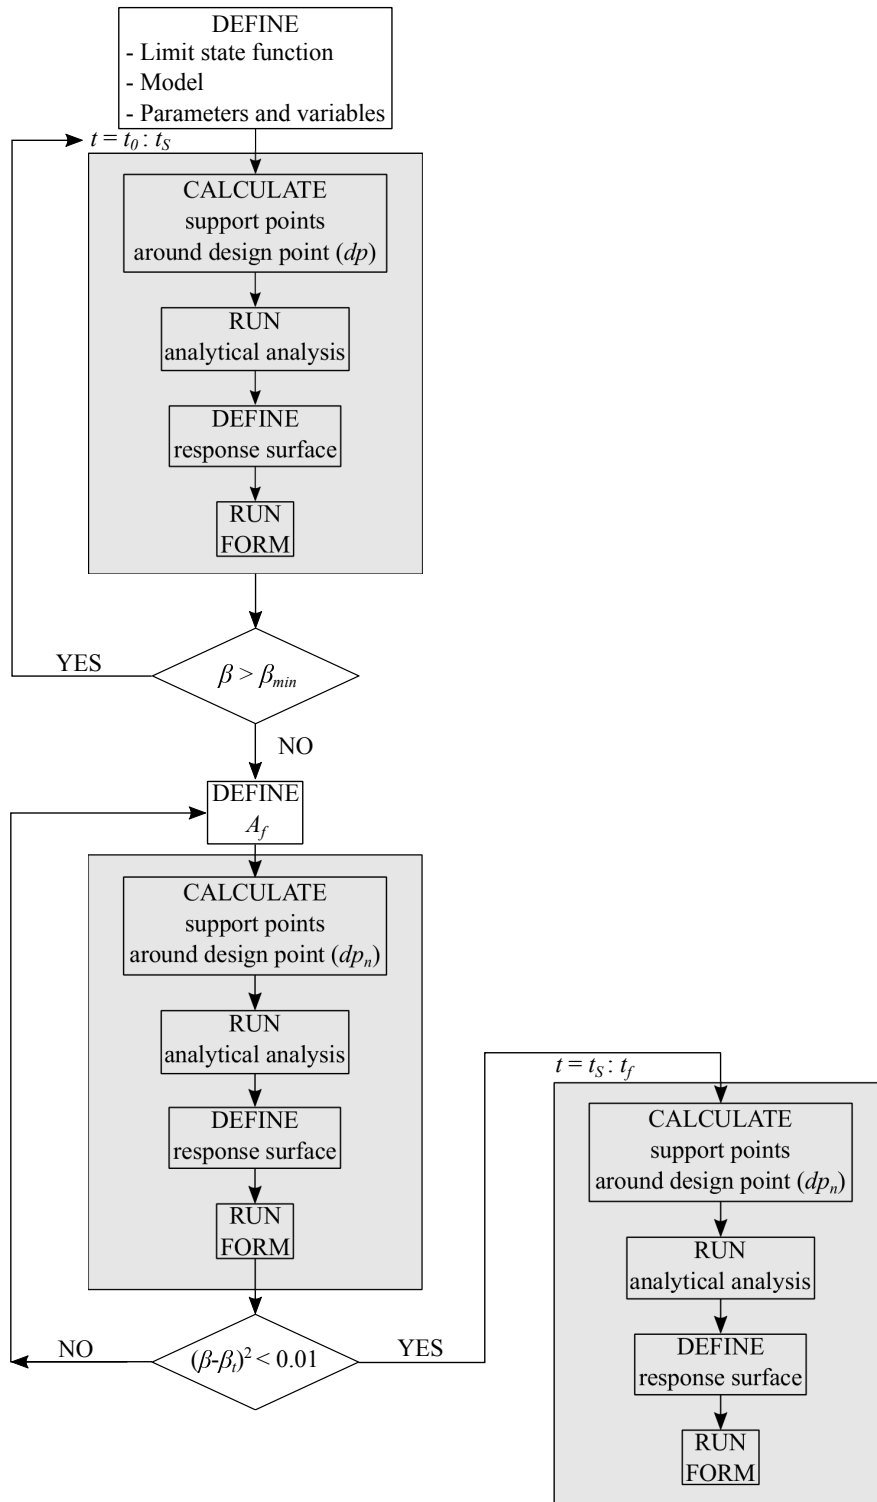 DEFINE
- Limit state function
- Model
- Parameters and variables
t = t0 : tS
CALCULATE
support points
around design point (dp)
RUN
analytical analysis
DEFINE
response surface
RUN
FORM
YES
β > βmin
NO
DEFINE
Af
CALCULATE
support points
around design point (dpn)
RUN
analytical analysis
DEFINE
response surface
RUN
FORM
NO
(β-βt)² < 0.01
YES
t = tS : tf
CALCULATE
support points
around design point (dpn)
RUN
analytical analysis
DEFINE
response surface
RUN
FORM